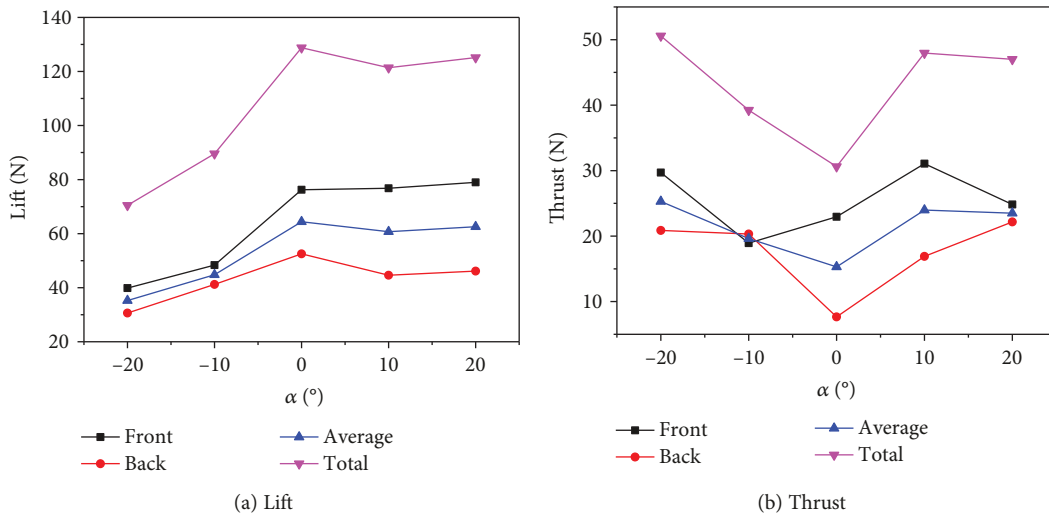 140
120
100
80
60
40
20
Lift (N)
−20 −10 0 10 20
α (°)
Front Average
Back Total
(a) Lift
50
40
30
20
10
Thrust (N)
−20 −10 0 10 20
α (°)
Front Average
Back Total
(b) Thrust